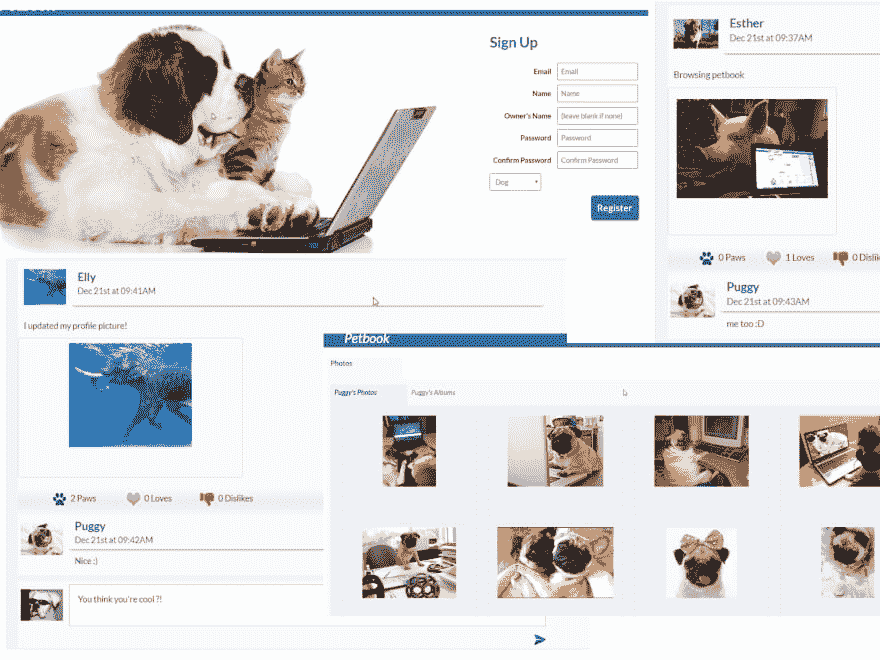 Sign Up
Email Email
Name Name
Owner's Name (leave blank if none)
Password Password
Confirm Password Confirm Password
Dog
Register
Esther
Dec 21st at 09:37AM
Browsing petbook
0 Paws 1 Loves 0 Dislik
Puggy
Dec 21st at 09:43AM
me too :D
Elly
Dec 21st at 09:41AM
I updated my profile picture!
2 Paws 0 Loves 0 Dislikes
Puggy
Dec 21st at 09:42AM
Nice :)
You think you're cool ?!
Petbook
Photos
Puggy's Photos Puggy's Albums